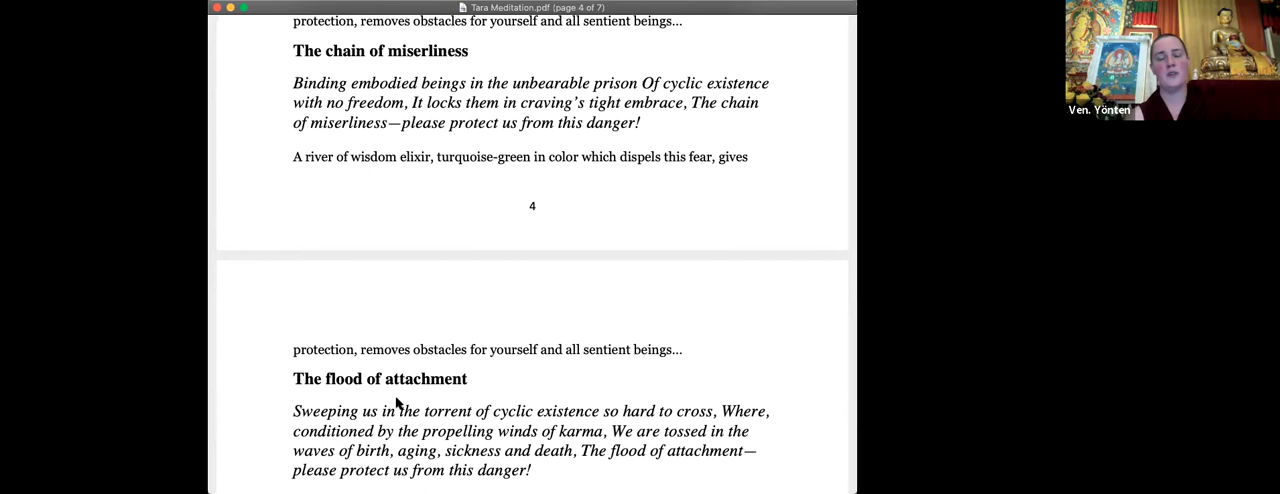 Tara Meditation.pdf (page 4 of 7)
protection, removes obstacles for yourself and all sentient beings...
The chain of miserliness
Binding embodied beings in the unbearable prison Of cyclic existence
with no freedom, It locks them in craving's tight embrace, The chain
of miserliness—please protect us from this danger!
A river of wisdom elixir, turquoise-green in color which dispels this fear, gives
4
protection, removes obstacles for yourself and all sentient beings...
The flood of attachment
Sweeping us in the torrent of cyclic existence so hard to cross, Where,
conditioned by the propelling winds of karma, We are tossed in the
waves of birth, aging, sickness and death, The flood of attachment—
please protect us from this danger!
Ven. Yönten